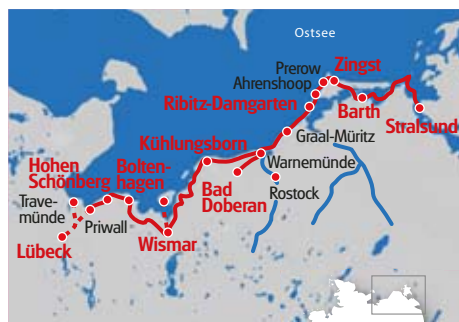 Ostsee
Prerow
Zingst
Ahrenshoop
Ribitz-Damgarten
Barth
Stralsund
Kühlungsborn
Graal-Müritz
Warnemünde
Hohen
Schönberg
Bolten-
hagen
Bad
Doberan
Rostock
Trave-
münde
Priwall
Wismar
Lübeck